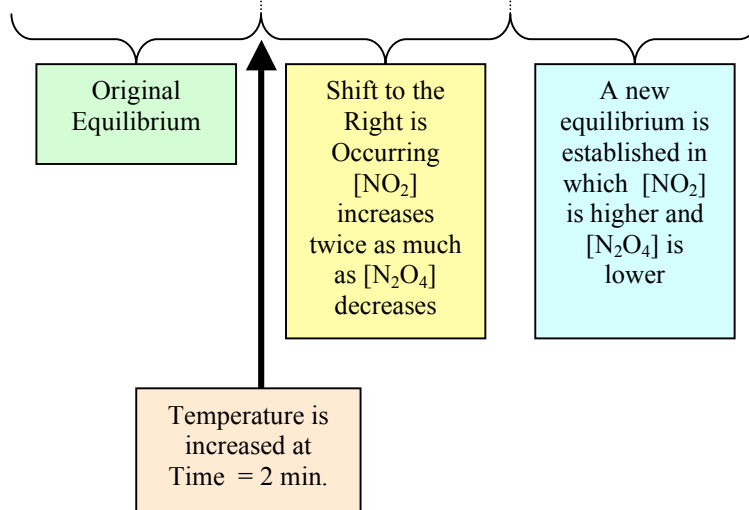 Original
Equilibrium
Shift to the
Right is
Occurring
[NO₂]
increases
twice as much
as [N₂O₄]
decreases
A new
equilibrium is
established in
which [NO₂]
is higher and
[N₂O₄] is
lower
Temperature is
increased at
Time = 2 min.